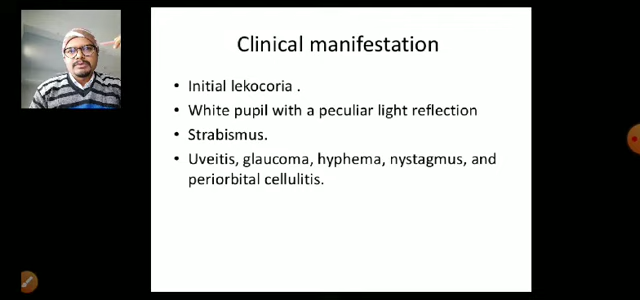 Clinical manifestation
• Initial lekocoria .
• White pupil with a peculiar light reflection
• Strabismus.
• Uveitis, glaucoma, hyphema, nystagmus, and
periorbital cellulitis.